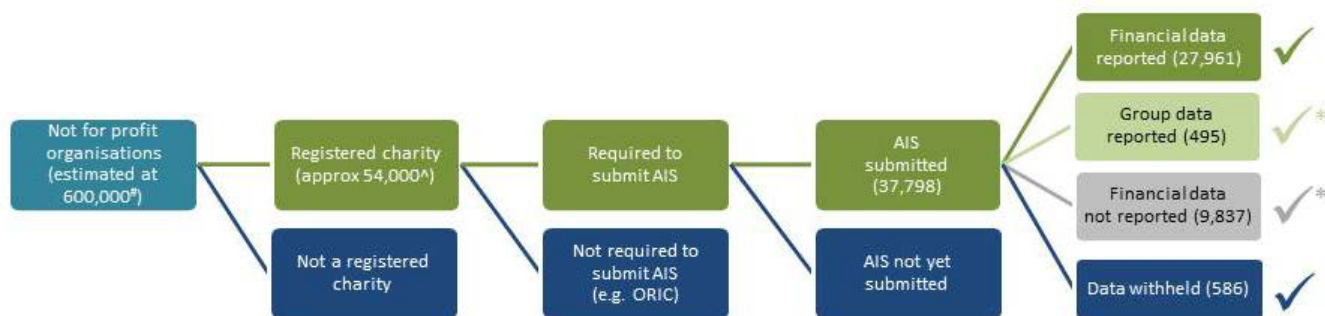 Not for profit
organisations
(estimated at
600,000#)
Registered charity
(approx 54,000^)
Not a registered
charity
Required to
submit AIS
Not required to
submit AIS
(e.g. ORIC)
AIS
submitted
(37,798)
AIS not yet
submitted
Financial data
reported (27,961)
Group data
reported (495)
*
Financial data
not reported (9,837)
*
Data withheld (586)